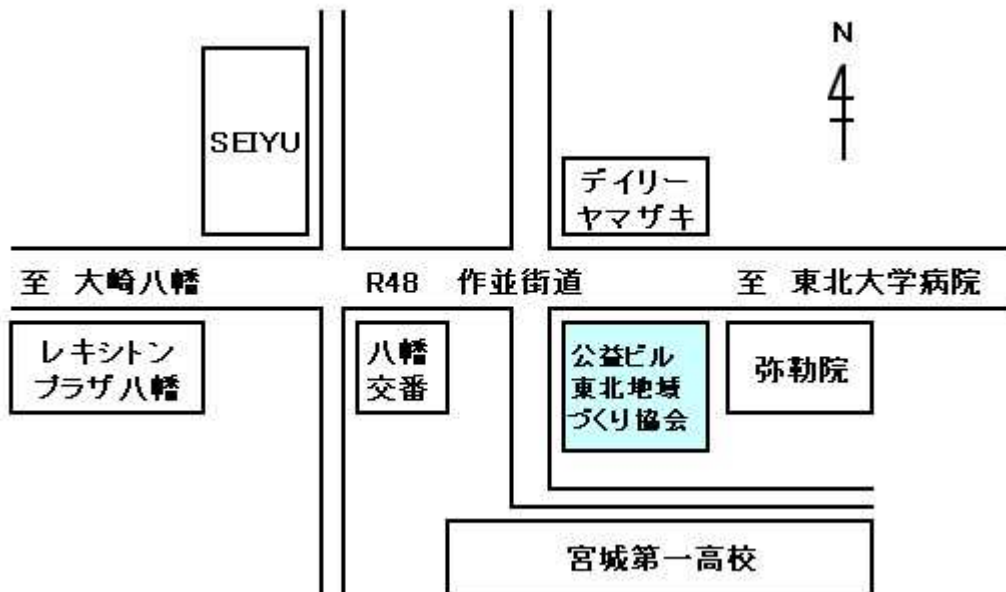 N
SEIYU
デイリー
ヤマザキ
至 大崎八幡
R48 作並街道
至 東北大学病院
レキシトン
プラザ八幡
八幡
交番
公益ビル
東北地域
づくり協会
弥勒院
宮城第一高校